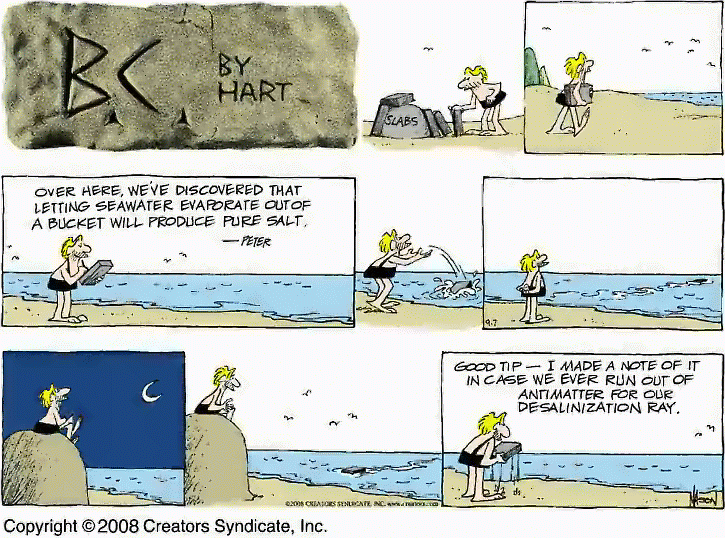 BC
BY
HART
SLABS
OVER HERE, WE'VE DISCOVERED THAT
LETTING SEAWATER EVAPORATE OUT OF
A BUCKET WILL PRODUCE PURE SALT.
— PETER
9.7
GOOD TIP — I MADE A NOTE OF IT
IN CASE WE EVER RUN OUT OF
ANTIMATTER FOR OUR
DESALINIZATION RAY.
©2008 CREATORS SYNDICATE, INC.
Copyright © 2008 Creators Syndicate, Inc.